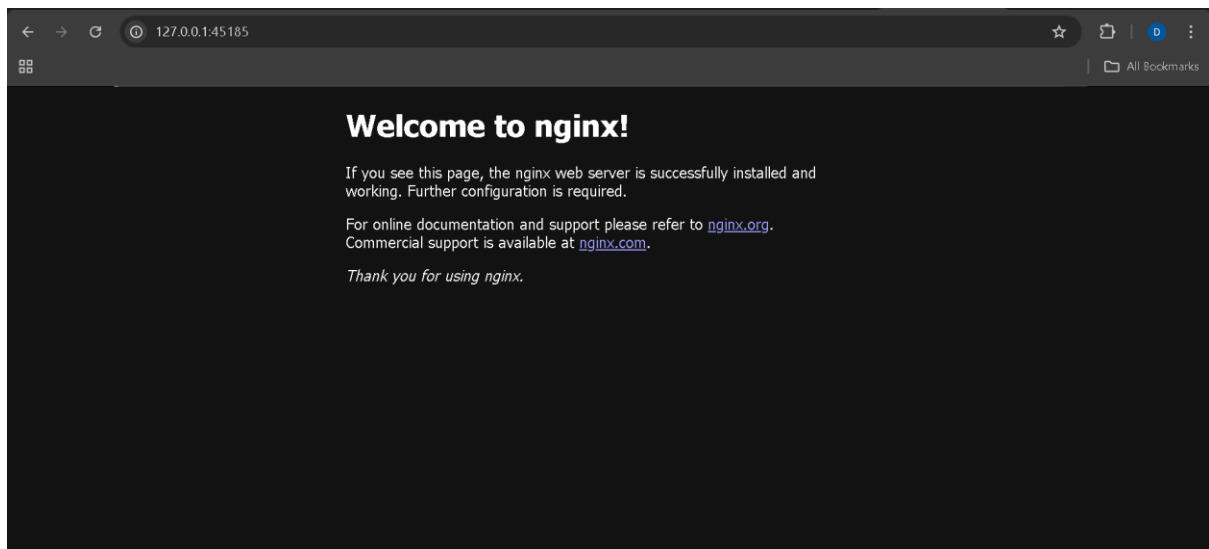 127.0.0.1:45185
D
All Bookmarks
Welcome to nginx!
If you see this page, the nginx web server is successfully installed and
working. Further configuration is required.
For online documentation and support please refer to nginx.org.
Commercial support is available at nginx.com.
Thank you for using nginx.